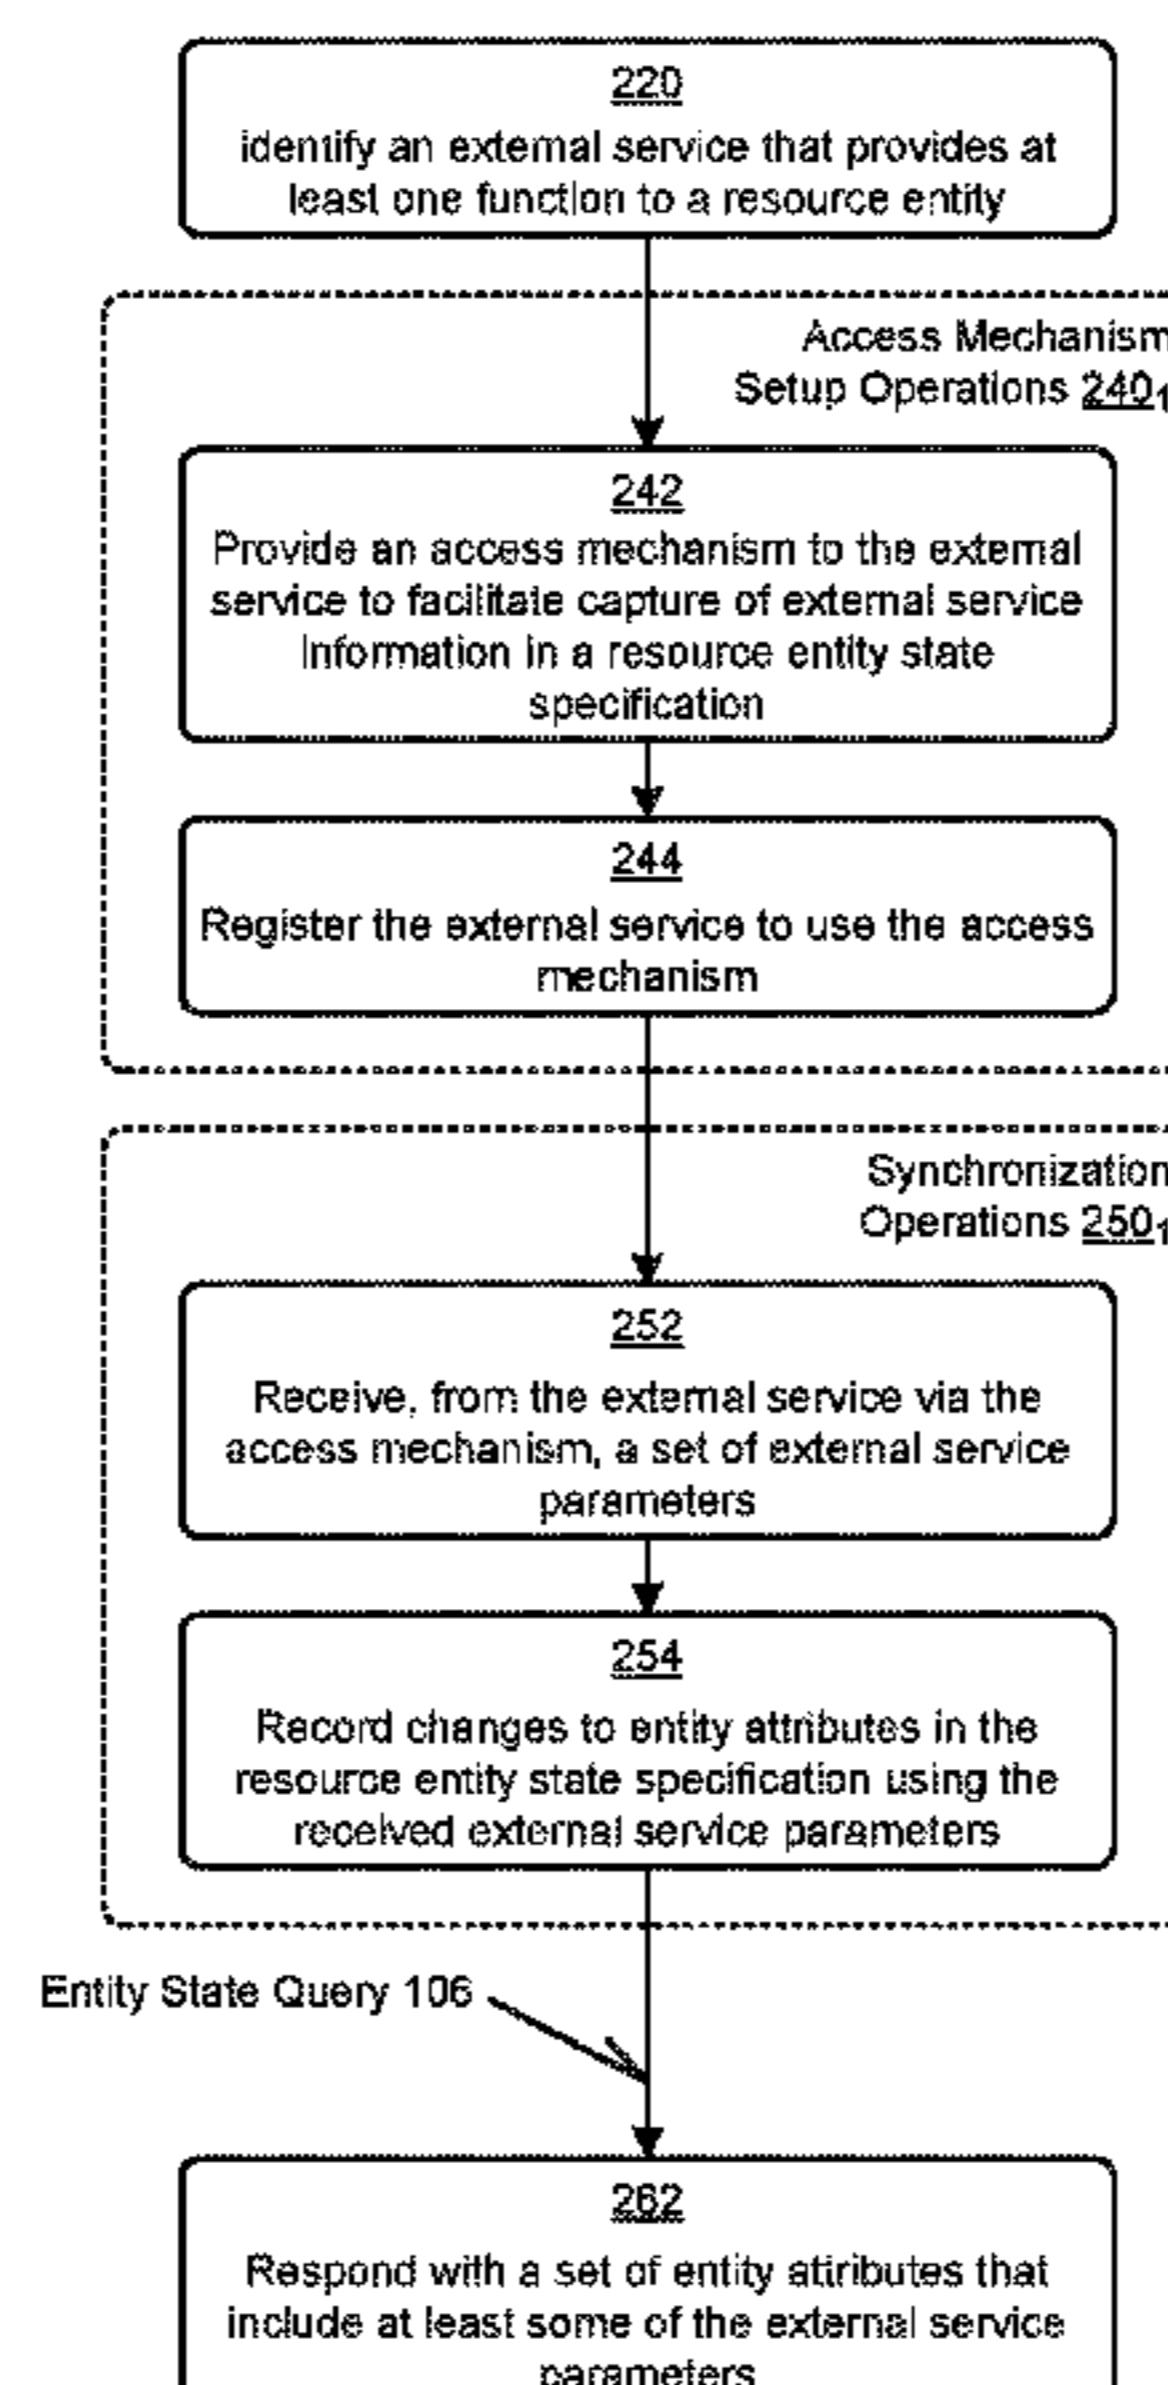 220
identify an external service that provides at
least one function to a resource entity
Access Mechanism
Setup Operations 240₁
242
Provide an access mechanism to the external
service to facilitate capture of external service
Information in a resource entity state
specification
244
Register the external service to use the access
mechanism
Synchronization
Operations 250₁
252
Receive, from the external service via the
access mechanism, a set of external service
parameters
254
Record changes to entity attributes in the
resource entity state specification using the
received external service parameters
Entity State Query 106
262
Respond with a set of entity attributes that
include at least some of the external service
parameters